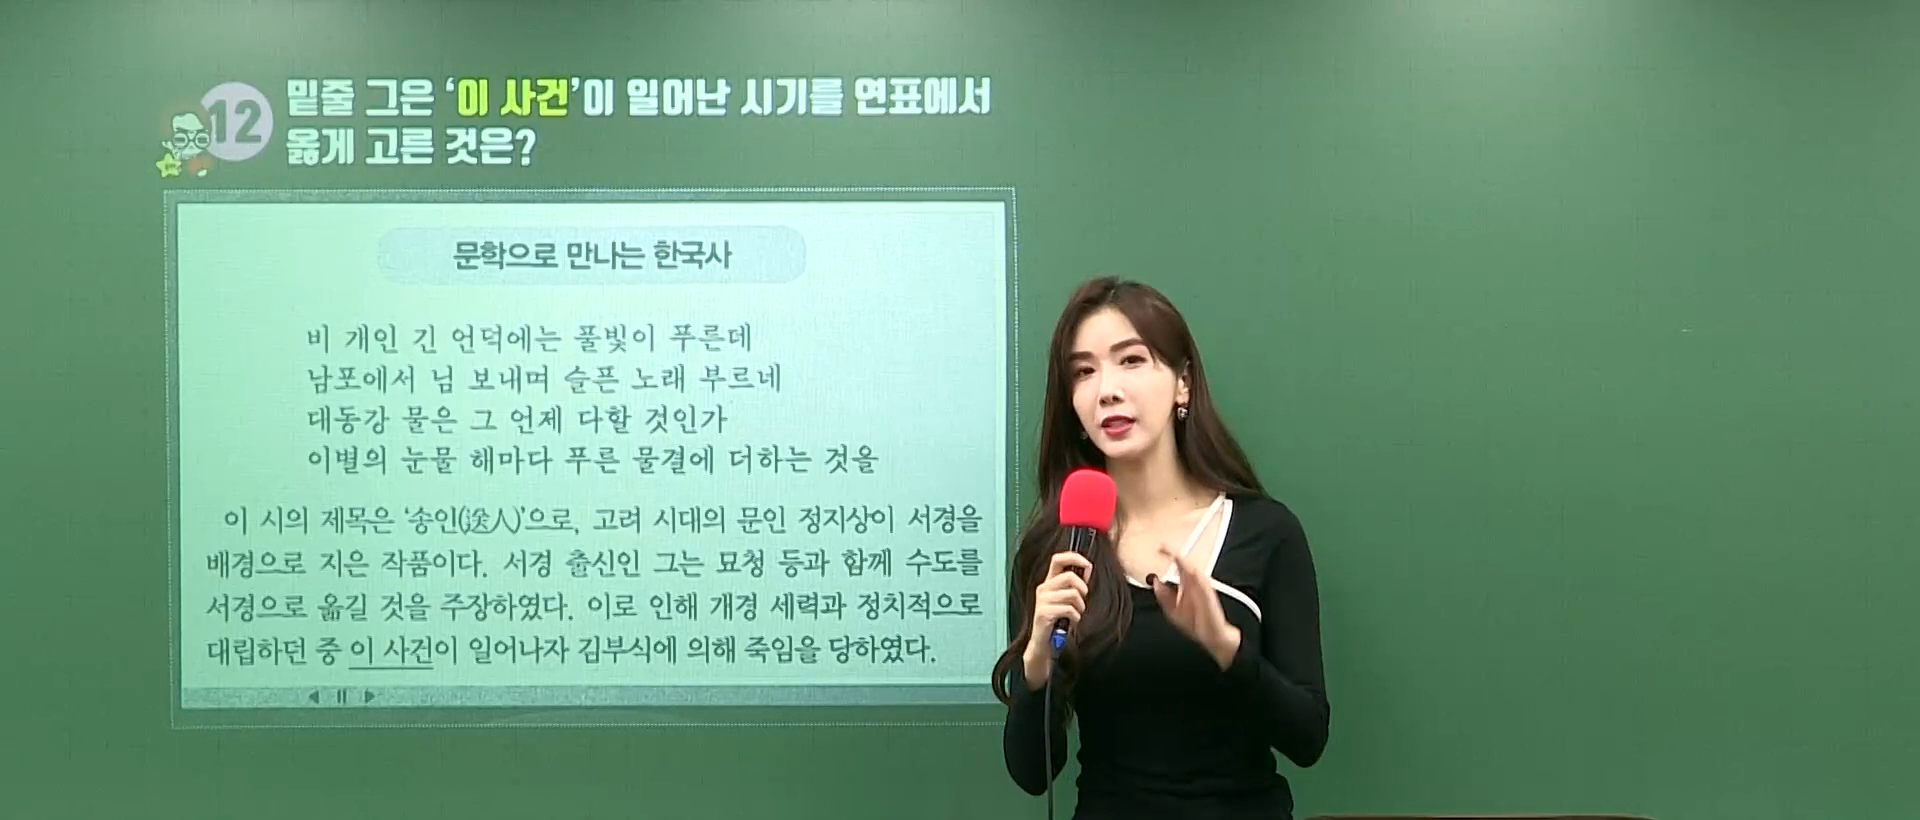 12
밑줄 그은 '이 사건'이 일어난 시기를 연표에서
옳게 고른 것은?
문학으로 만나는 한국사
비 개인 긴 언덕에는 풀빛이 푸른데
남포에서 님 보내며 슬픈 노래 부르네
대동강 물은 그 언제 다할 것인가
이별의 눈물 해마다 푸른 물결에 더하는 것을
이 시의 제목은 '송인(送人)'으로, 고려 시대의 문인 정지상이 서경을
배경으로 지은 작품이다. 서경 출신인 그는 묘청 등과 함께 수도를
서경으로 옮길 것을 주장하였다. 이로 인해 개경 세력과 정치적으로
대립하던 중 이 사건이 일어나자 김부식에 의해 죽임을 당하였다.